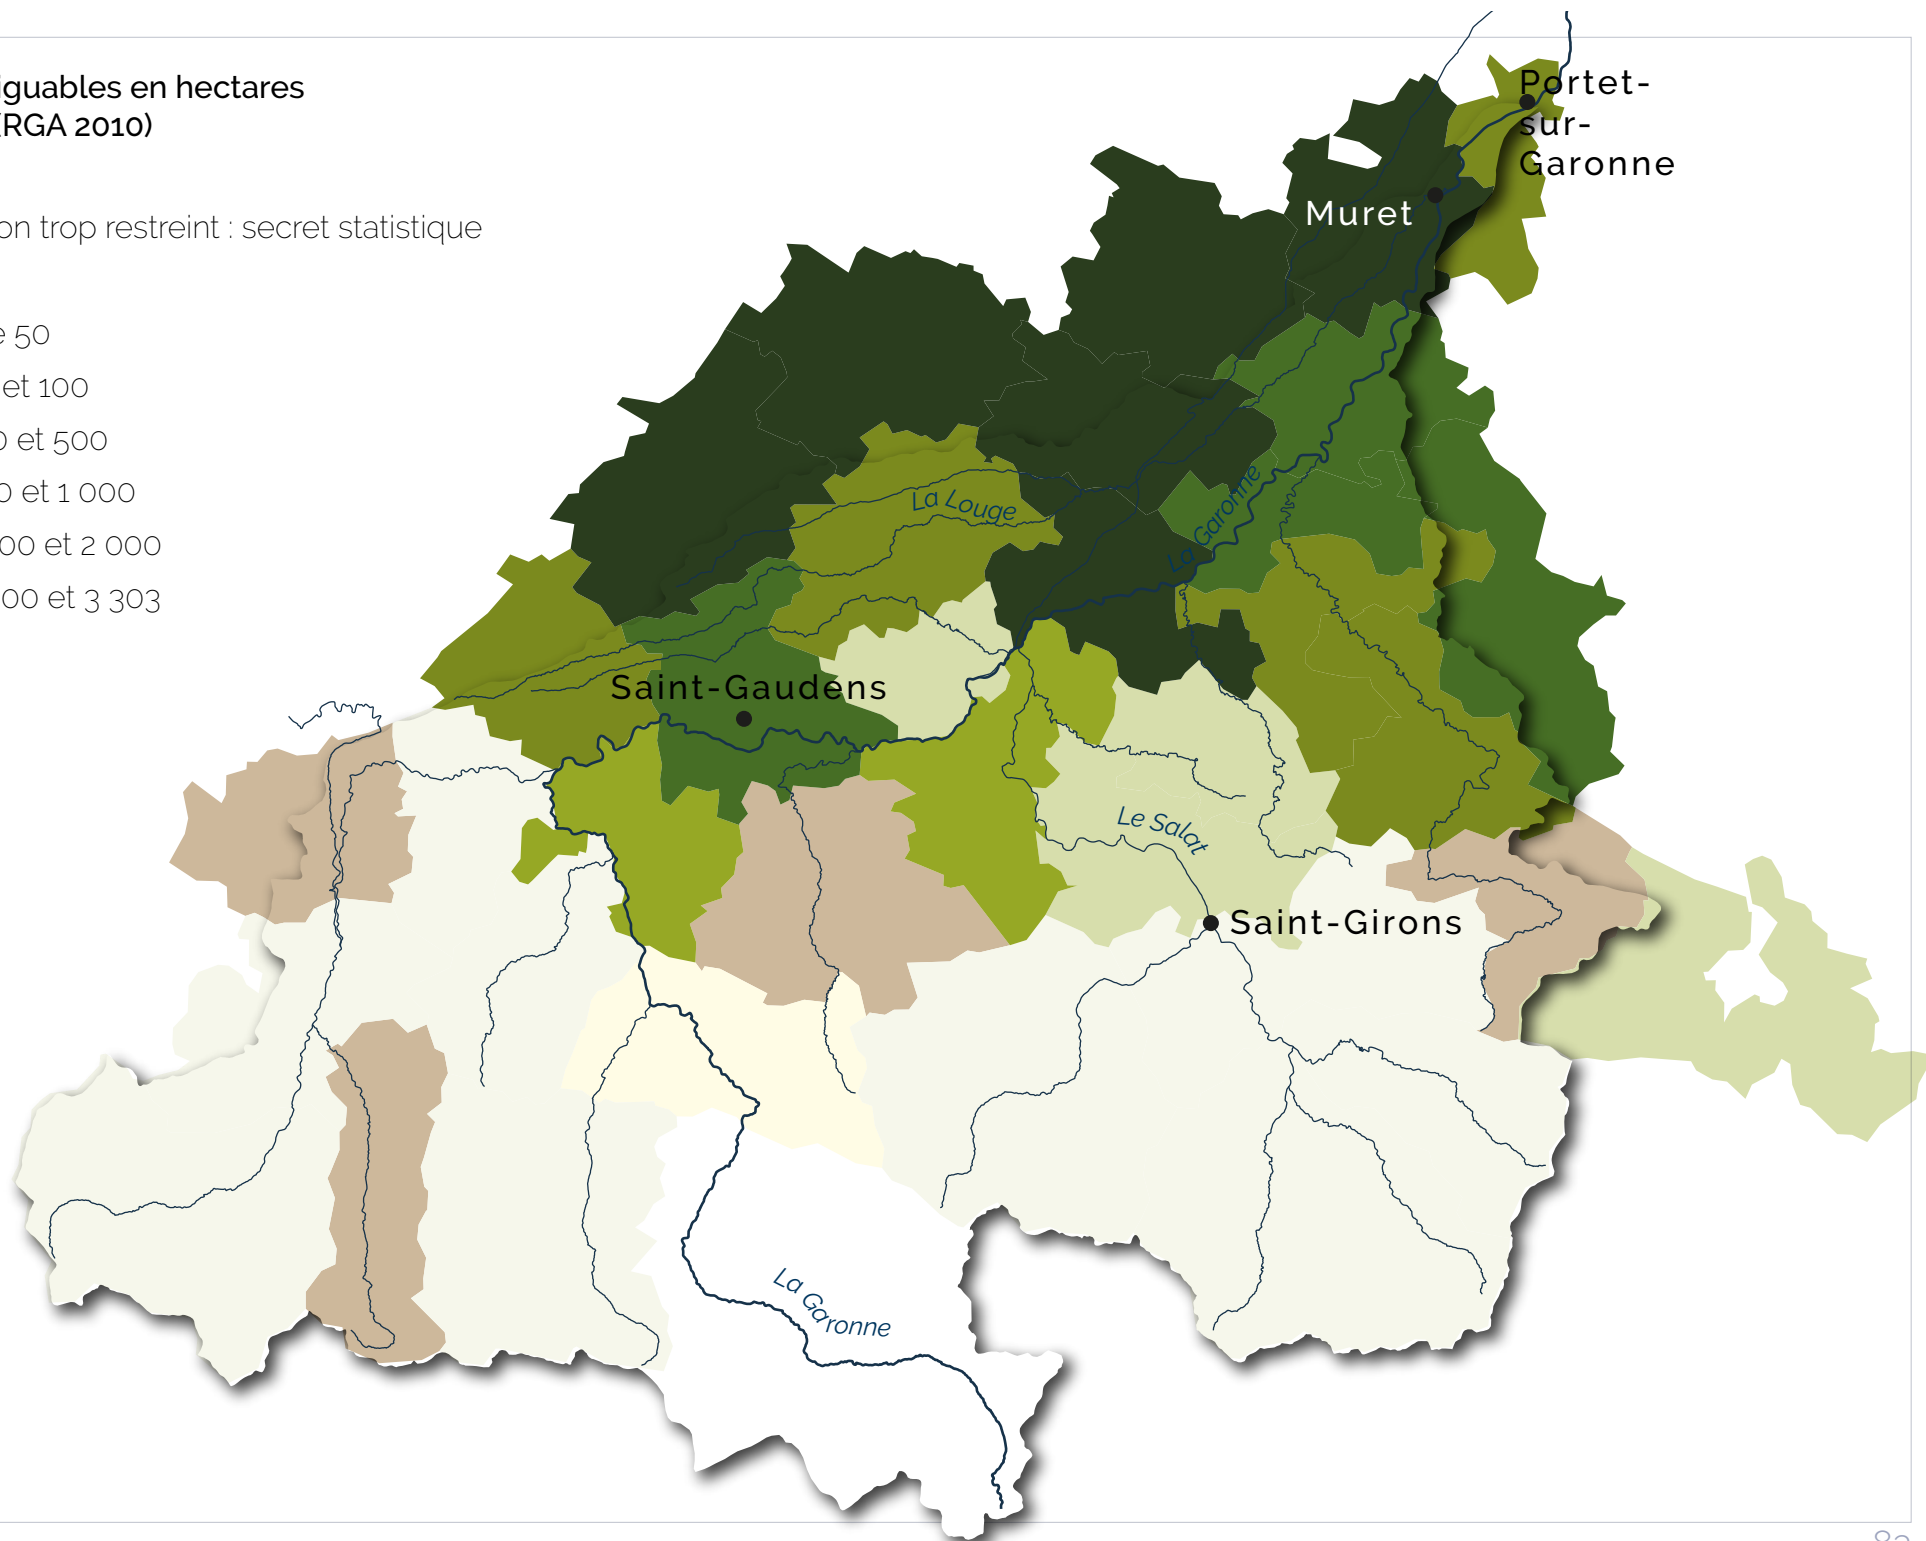 iguables en hectares
(RGA 2010)
on trop restreint : secret statistique
e 50
et 100
0 et 500
0 et 1 000
00 et 2 000
00 et 3 303
Portet-
sur-
Garonne
Muret
La Louge
La Garonne
Saint-Gaudens
Le Salat
Saint-Girons
La Garonne